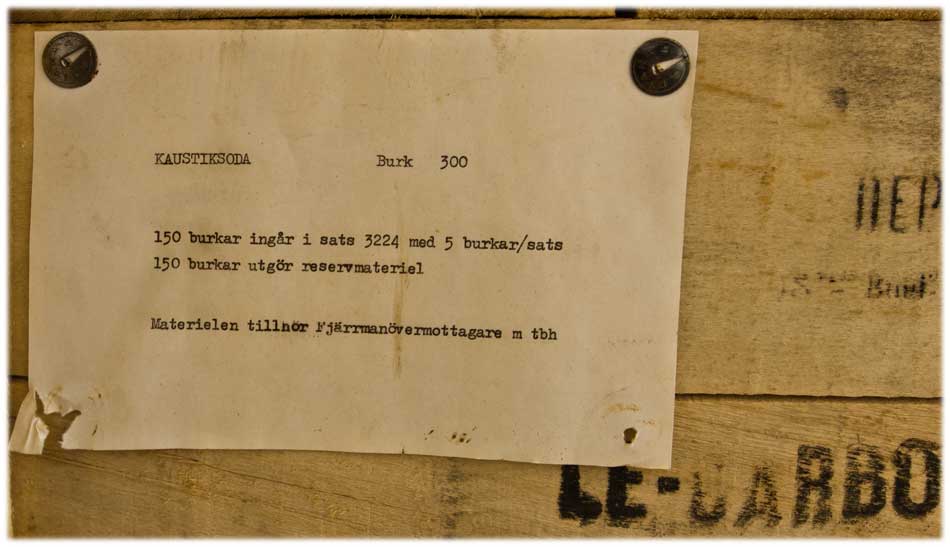 KAUSTIKSODA Burk 300
150 burkar ingår i sats 3224 med 5 burkar/sats
150 burkar utgör reservmateriel
Materielen tillhör Fjärrmanövermottagare m tbh
LE-CARBO